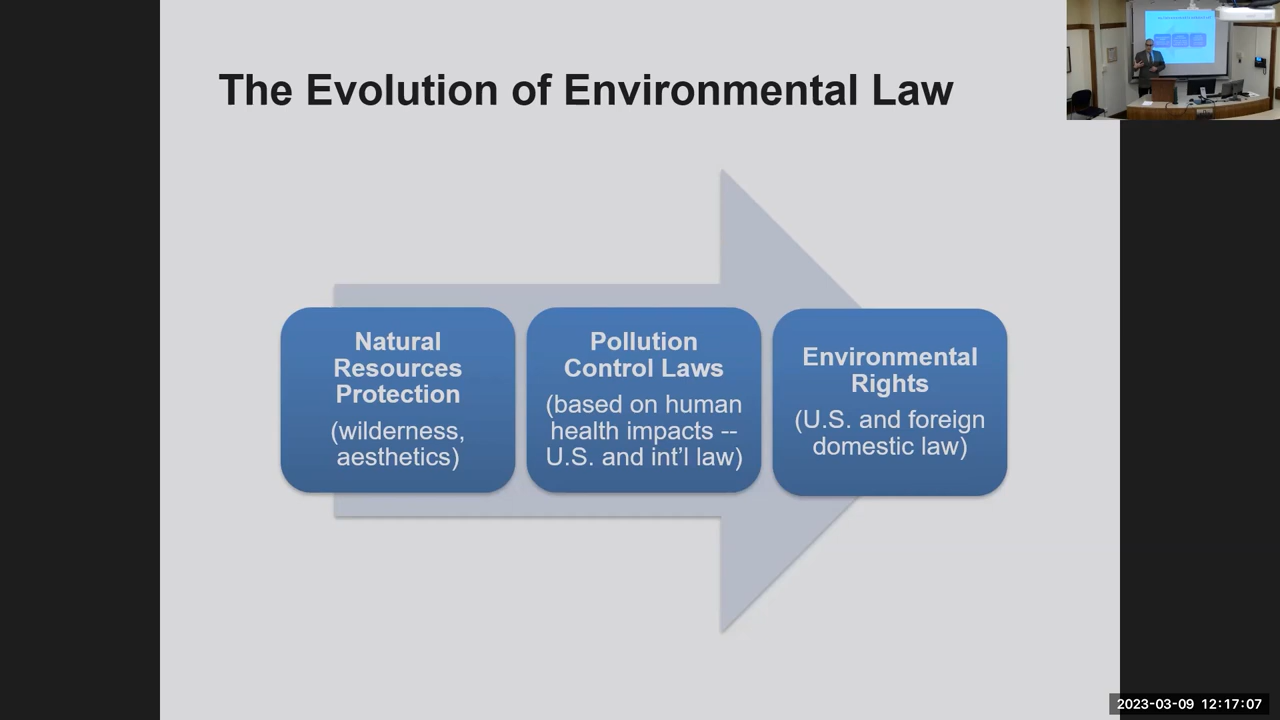 The Evolution of Environmental Law
Natural
Resources
Protection
(wilderness,
aesthetics)
Pollution
Control Laws
(based on human
health impacts --
U.S. and int'l law)
Environmental
Rights
(U.S. and foreign
domestic law)
2023-03-09 12:17:07